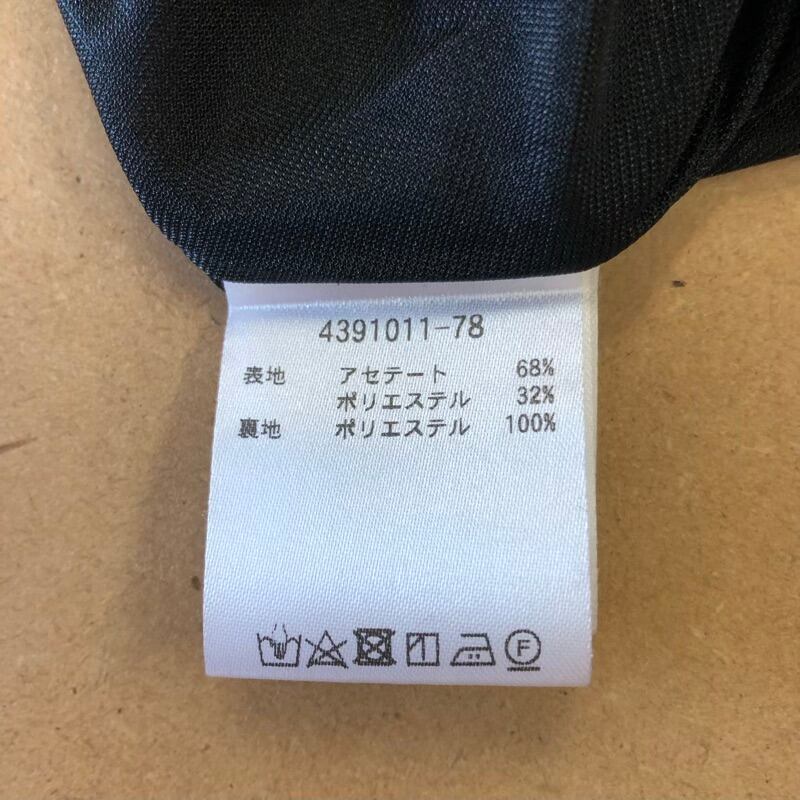 4391011-78
表地 アセテート 68%
ポリエステル 32%
裏地 ポリエステル 100%
F